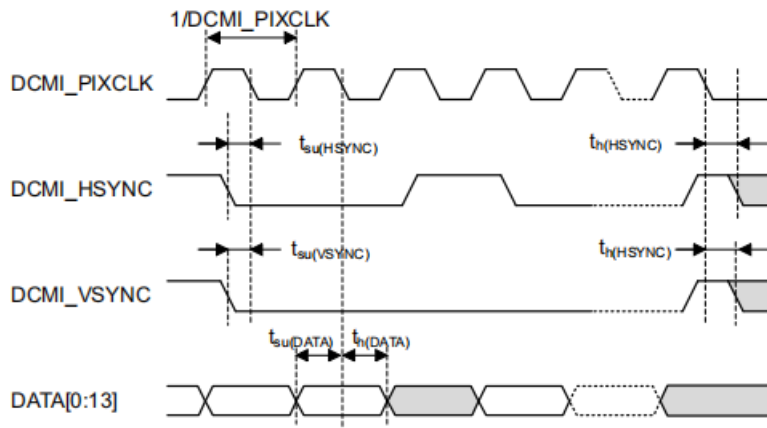 1/DCMI_PIXCLK
DCMI_PIXCLK
tsu(HSYNC)
th(HSYNC)
DCMI_HSYNC
tsu(VSYNC)
th(HSYNC)
DCMI_VSYNC
tsu(DATA) th(DATA)
DATA[0:13]